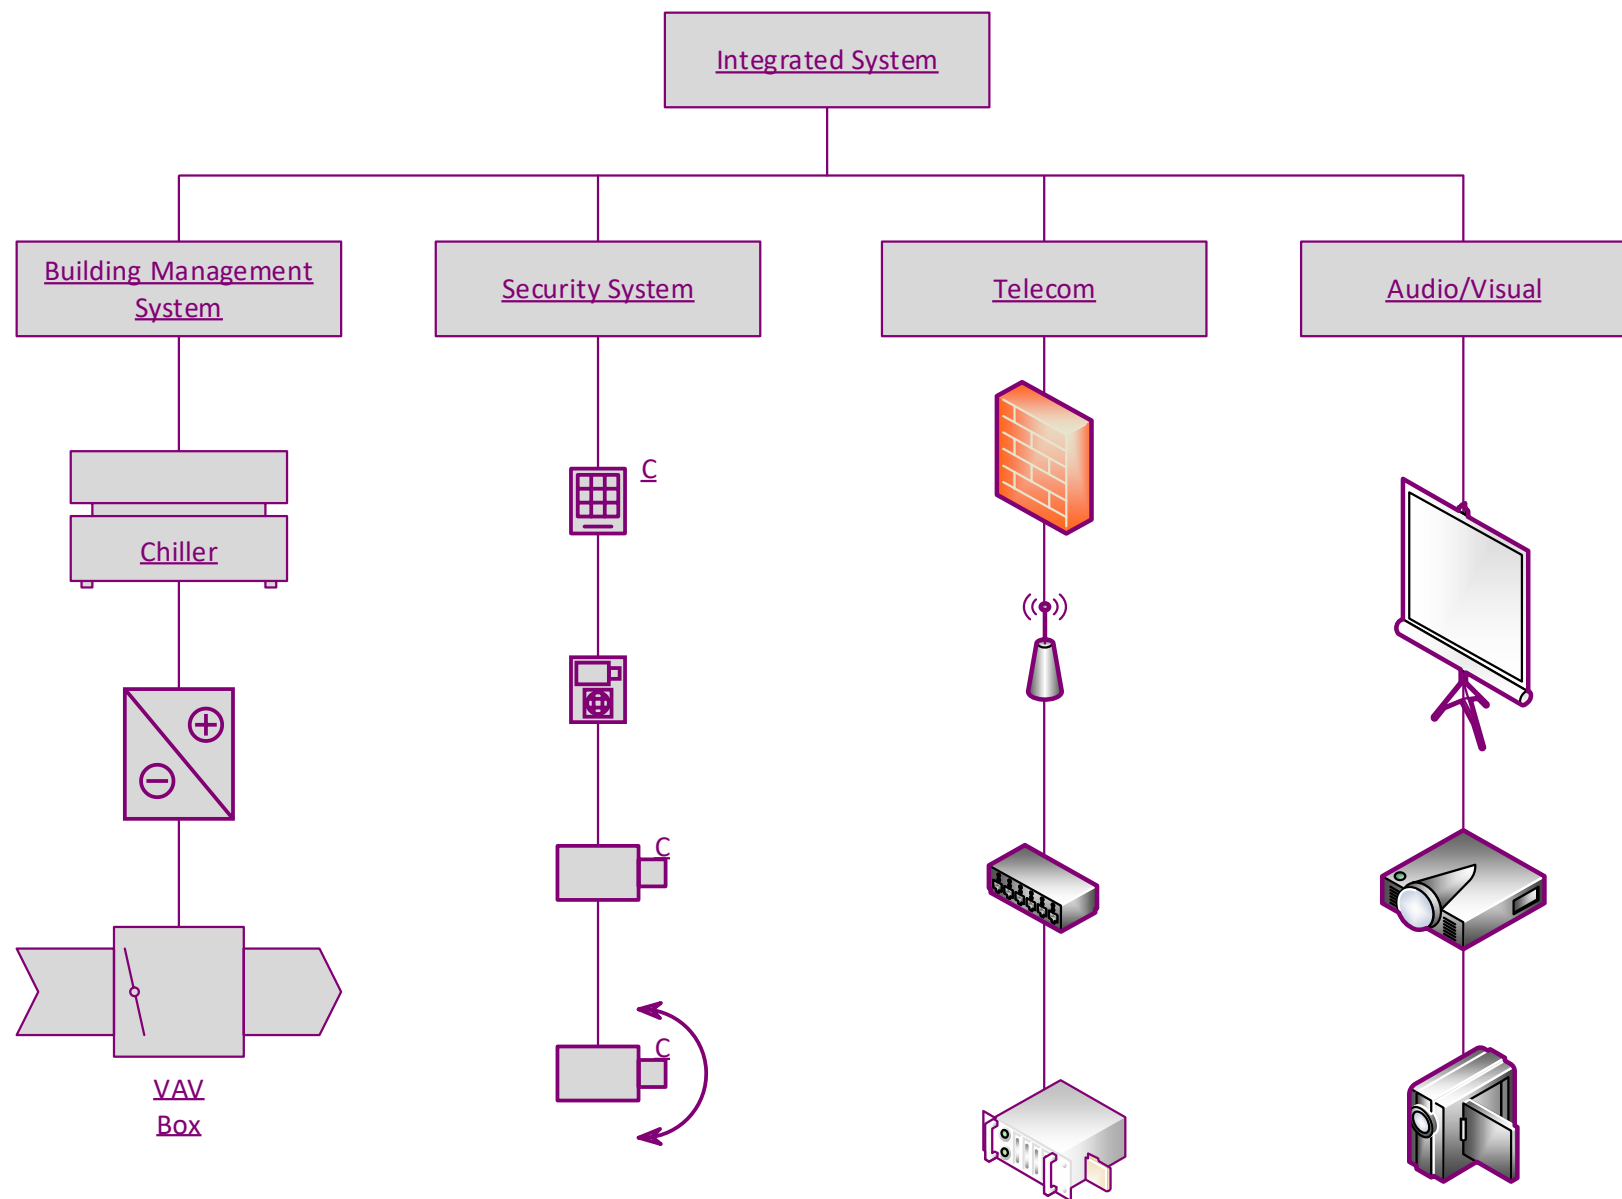 Integrated System
Building Management
System
Security System
Telecom
Audio/Visual
C
Chiller
C
C
VAV
Box